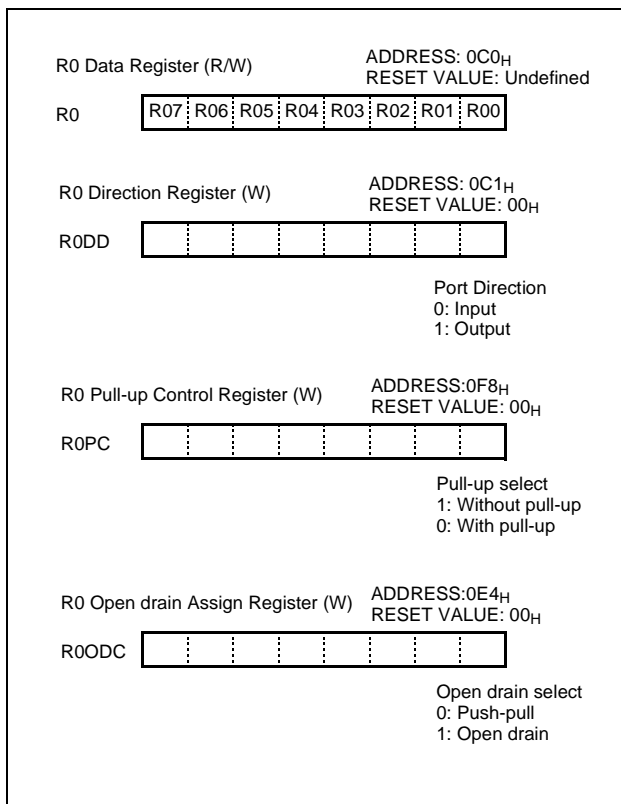 R0 Data Register (R/W)
ADDRESS: 0C0H
RESET VALUE: Undefined
R0
R07 R06 R05 R04 R03 R02 R01 R00
R0 Direction Register (W)
ADDRESS: 0C1H
RESET VALUE: 00H
R0DD
Port Direction
0: Input
1: Output
R0 Pull-up Control Register (W)
ADDRESS:0F8H
RESET VALUE: 00H
R0PC
Pull-up select
1: Without pull-up
0: With pull-up
R0 Open drain Assign Register (W)
ADDRESS:0E4H
RESET VALUE: 00H
R0ODC
Open drain select
0: Push-pull
1: Open drain